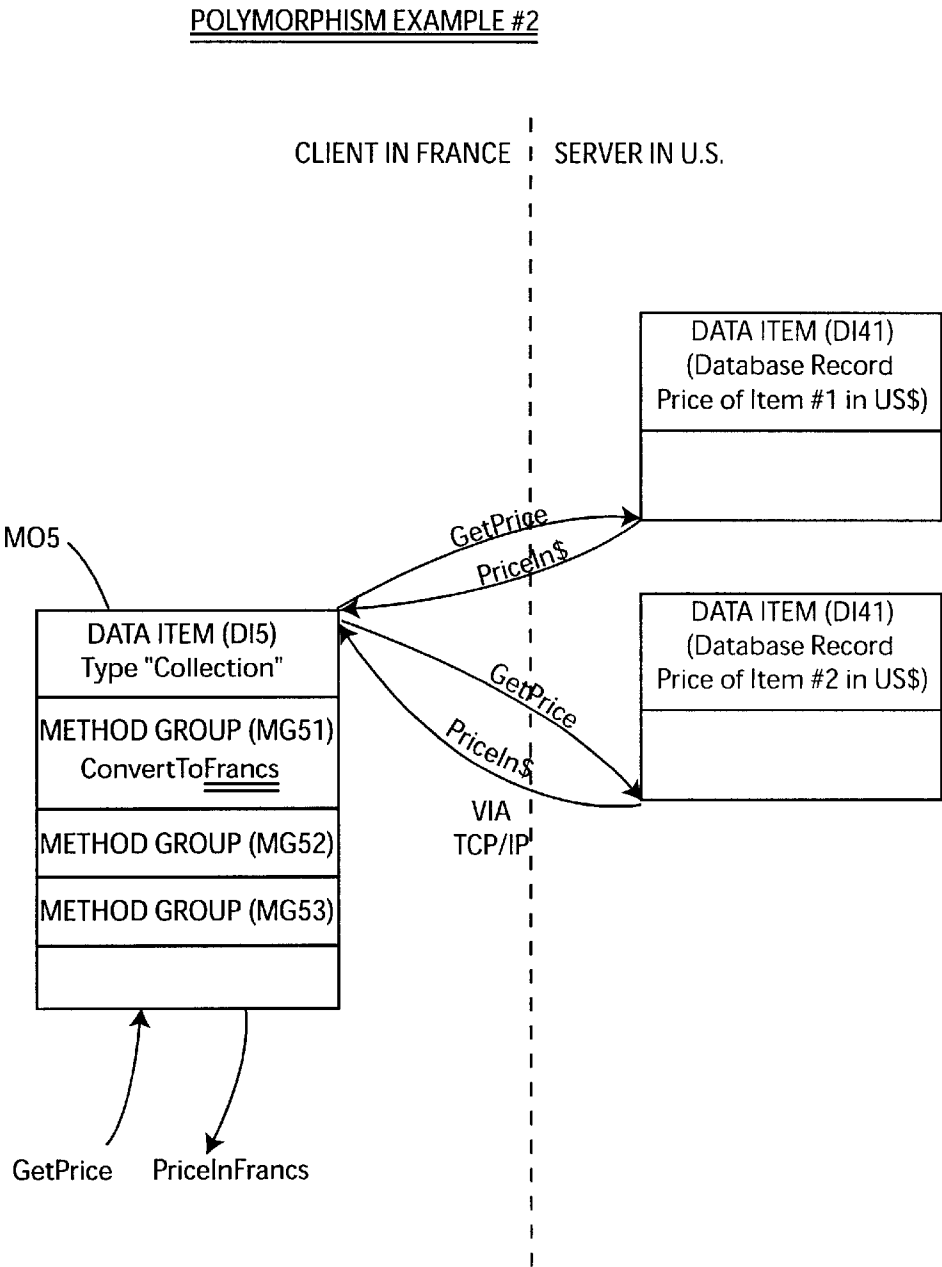 POLYMORPHISM EXAMPLE #2
CLIENT IN FRANCE
SERVER IN U.S.
DATA ITEM (DI41)
(Database Record
Price of Item #1 in US$)
GetPrice
PriceIn$
MO5
DATA ITEM (DI5)
Type "Collection"
METHOD GROUP (MG51)
ConvertToFrancs
METHOD GROUP (MG52)
METHOD GROUP (MG53)
DATA ITEM (DI41)
(Database Record
Price of Item #2 in US$)
GetPrice
PriceIn$
VIA
TCP/IP
GetPrice
PriceInFrancs